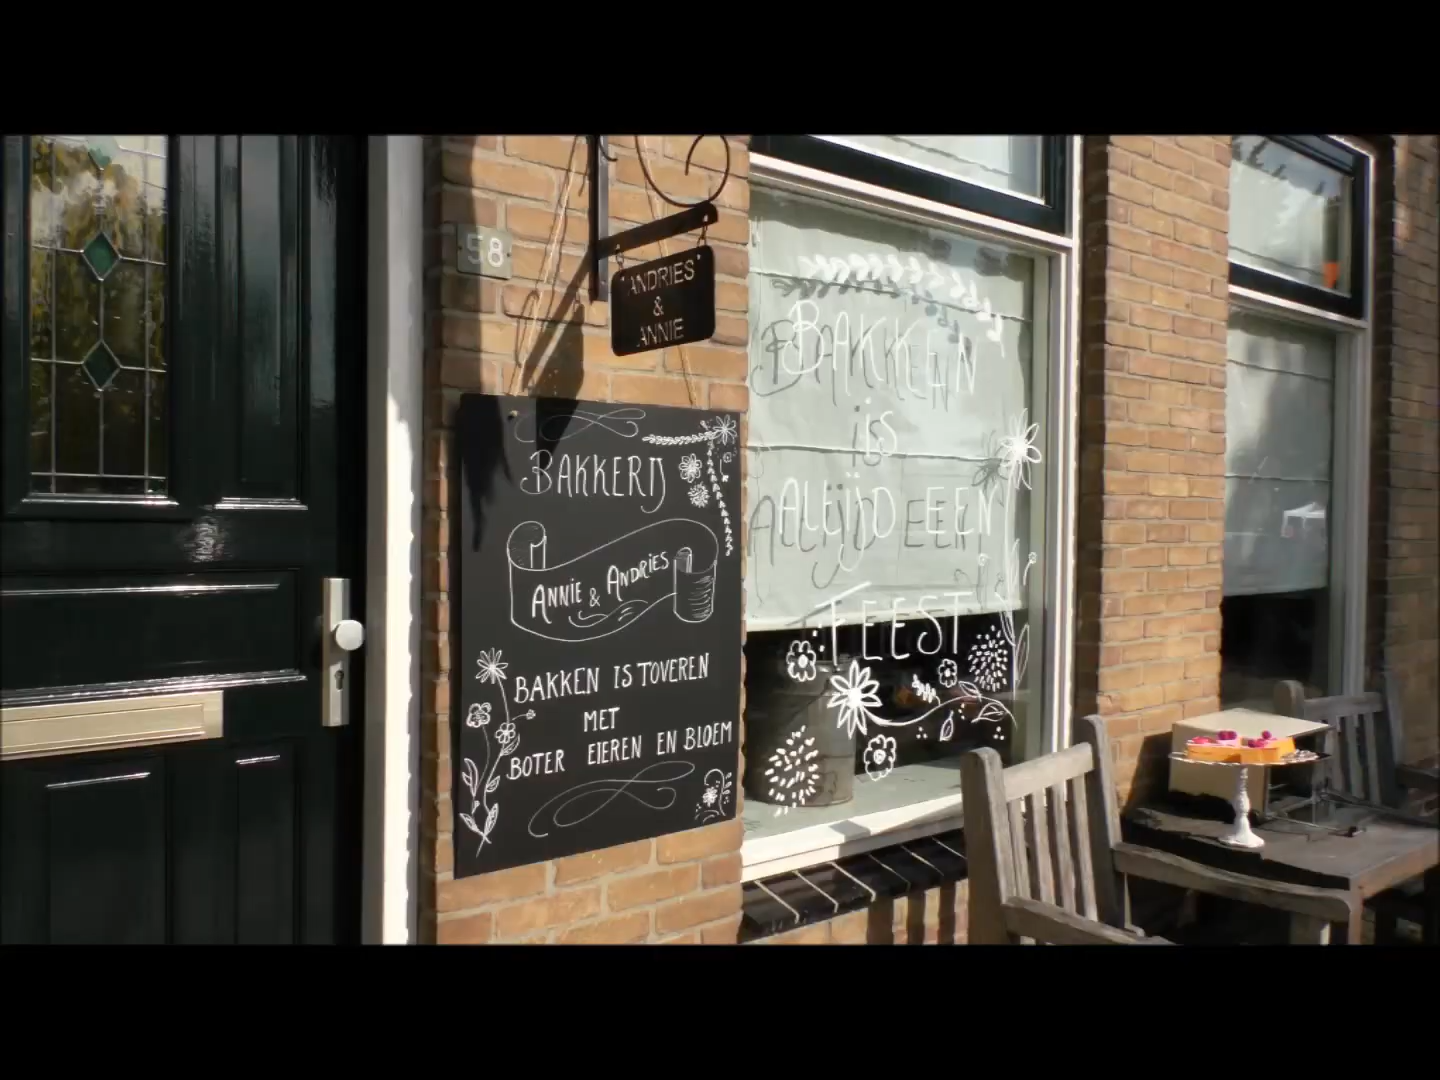 58
ANDRIES
&
ANNIE
BAKKERIJ
ANNIE & ANDRIES
BAKKEN IS TOVEREN
MET
BOTER EIEREN EN BLOEM
BAKKEN
is
ALtijD EEN
FEEST